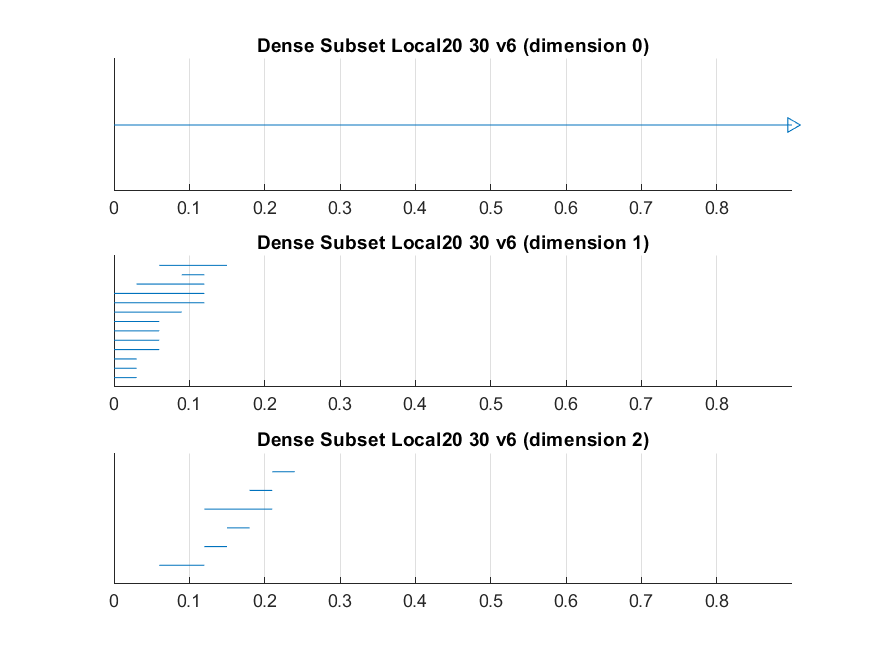 Dense Subset Local20 30 v6 (dimension 0)
0 0.1 0.2 0.3 0.4 0.5 0.6 0.7 0.8
Dense Subset Local20 30 v6 (dimension 1)
0 0.1 0.2 0.3 0.4 0.5 0.6 0.7 0.8
Dense Subset Local20 30 v6 (dimension 2)
0 0.1 0.2 0.3 0.4 0.5 0.6 0.7 0.8